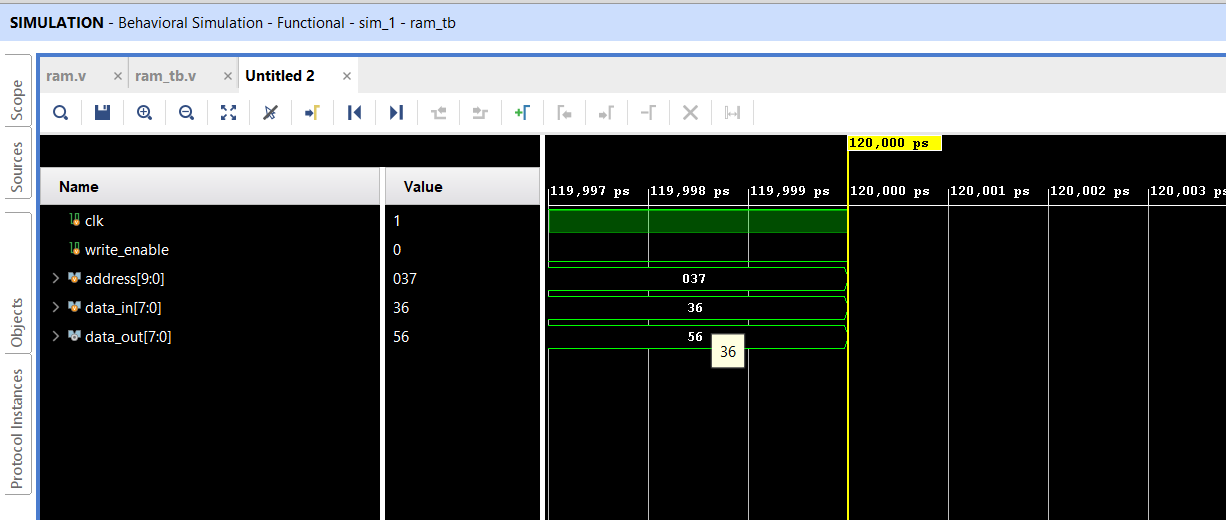 SIMULATION - Behavioral Simulation - Functional - sim_1 - ram_tb
Scope
Sources
Objects
Protocol Instances
ram.v × ram_tb.v × Untitled 2 ×
120,000 ps
Name Value
119,997 ps 119,998 ps 119,999 ps 120,000 ps 120,001 ps 120,002 ps 120,003 ps
clk 1
write_enable 0
address[9:0] 037 037
data_in[7:0] 36 36
data_out[7:0] 56 56
36